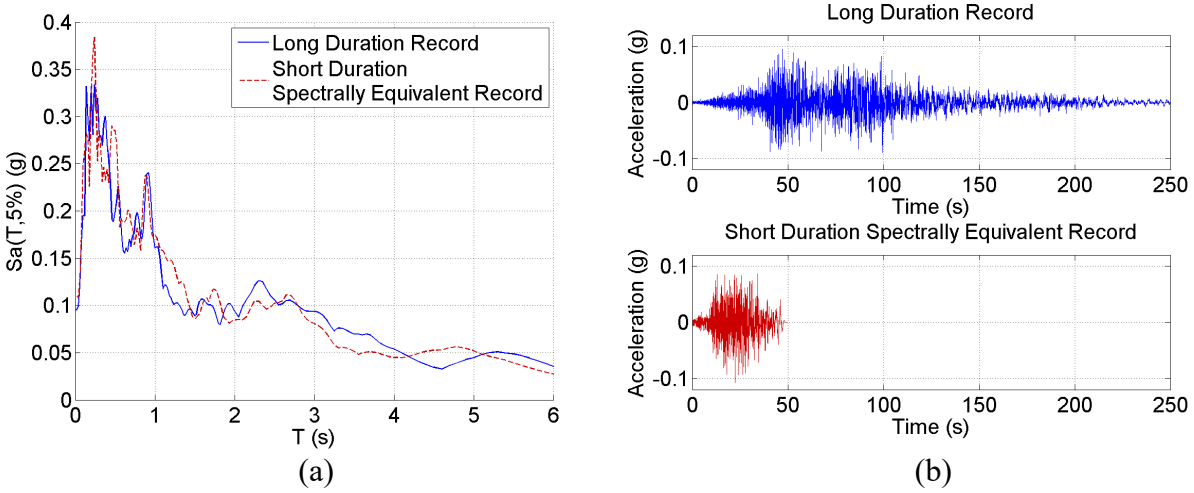 0.4
0.35
0.3
0.25
0.2
0.15
0.1
0.05
0
Sa(T,5%) (g)
Long Duration Record
Short Duration
Spectrally Equivalent Record
0 1 2 3 4 5 6
T (s)
(a)
Long Duration Record
Acceleration (g)
0.1
0
-0.1
0 50 100 150 200 250
Time (s)
Short Duration Spectrally Equivalent Record
Acceleration (g)
0.1
0
-0.1
0 50 100 150 200 250
Time (s)
(b)